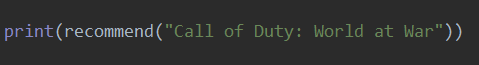 print(recommend("Call of Duty: World at War"))